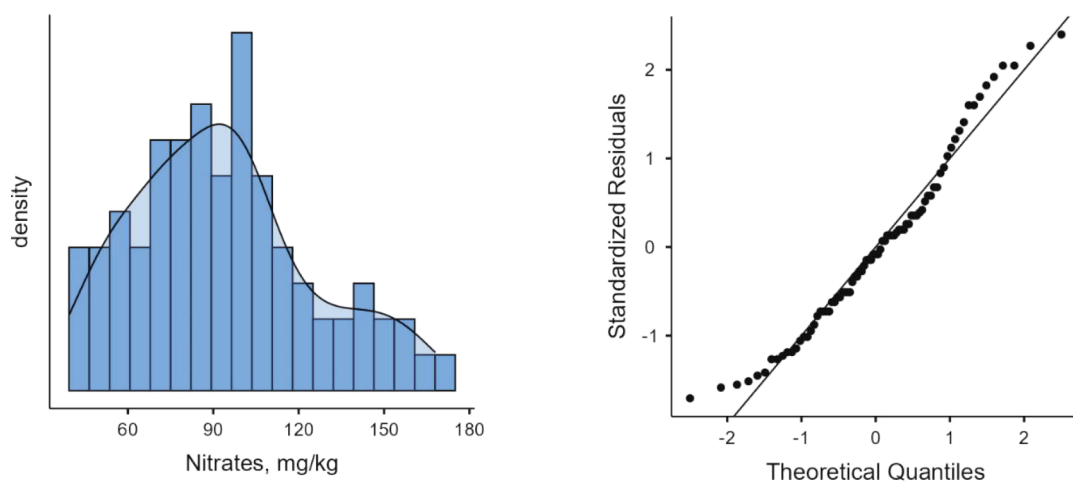 density
60 90 120 150 180
Nitrates, mg/kg
Standardized Residuals
2
1
0
-1
-2 -1 0 1 2
Theoretical Quantiles